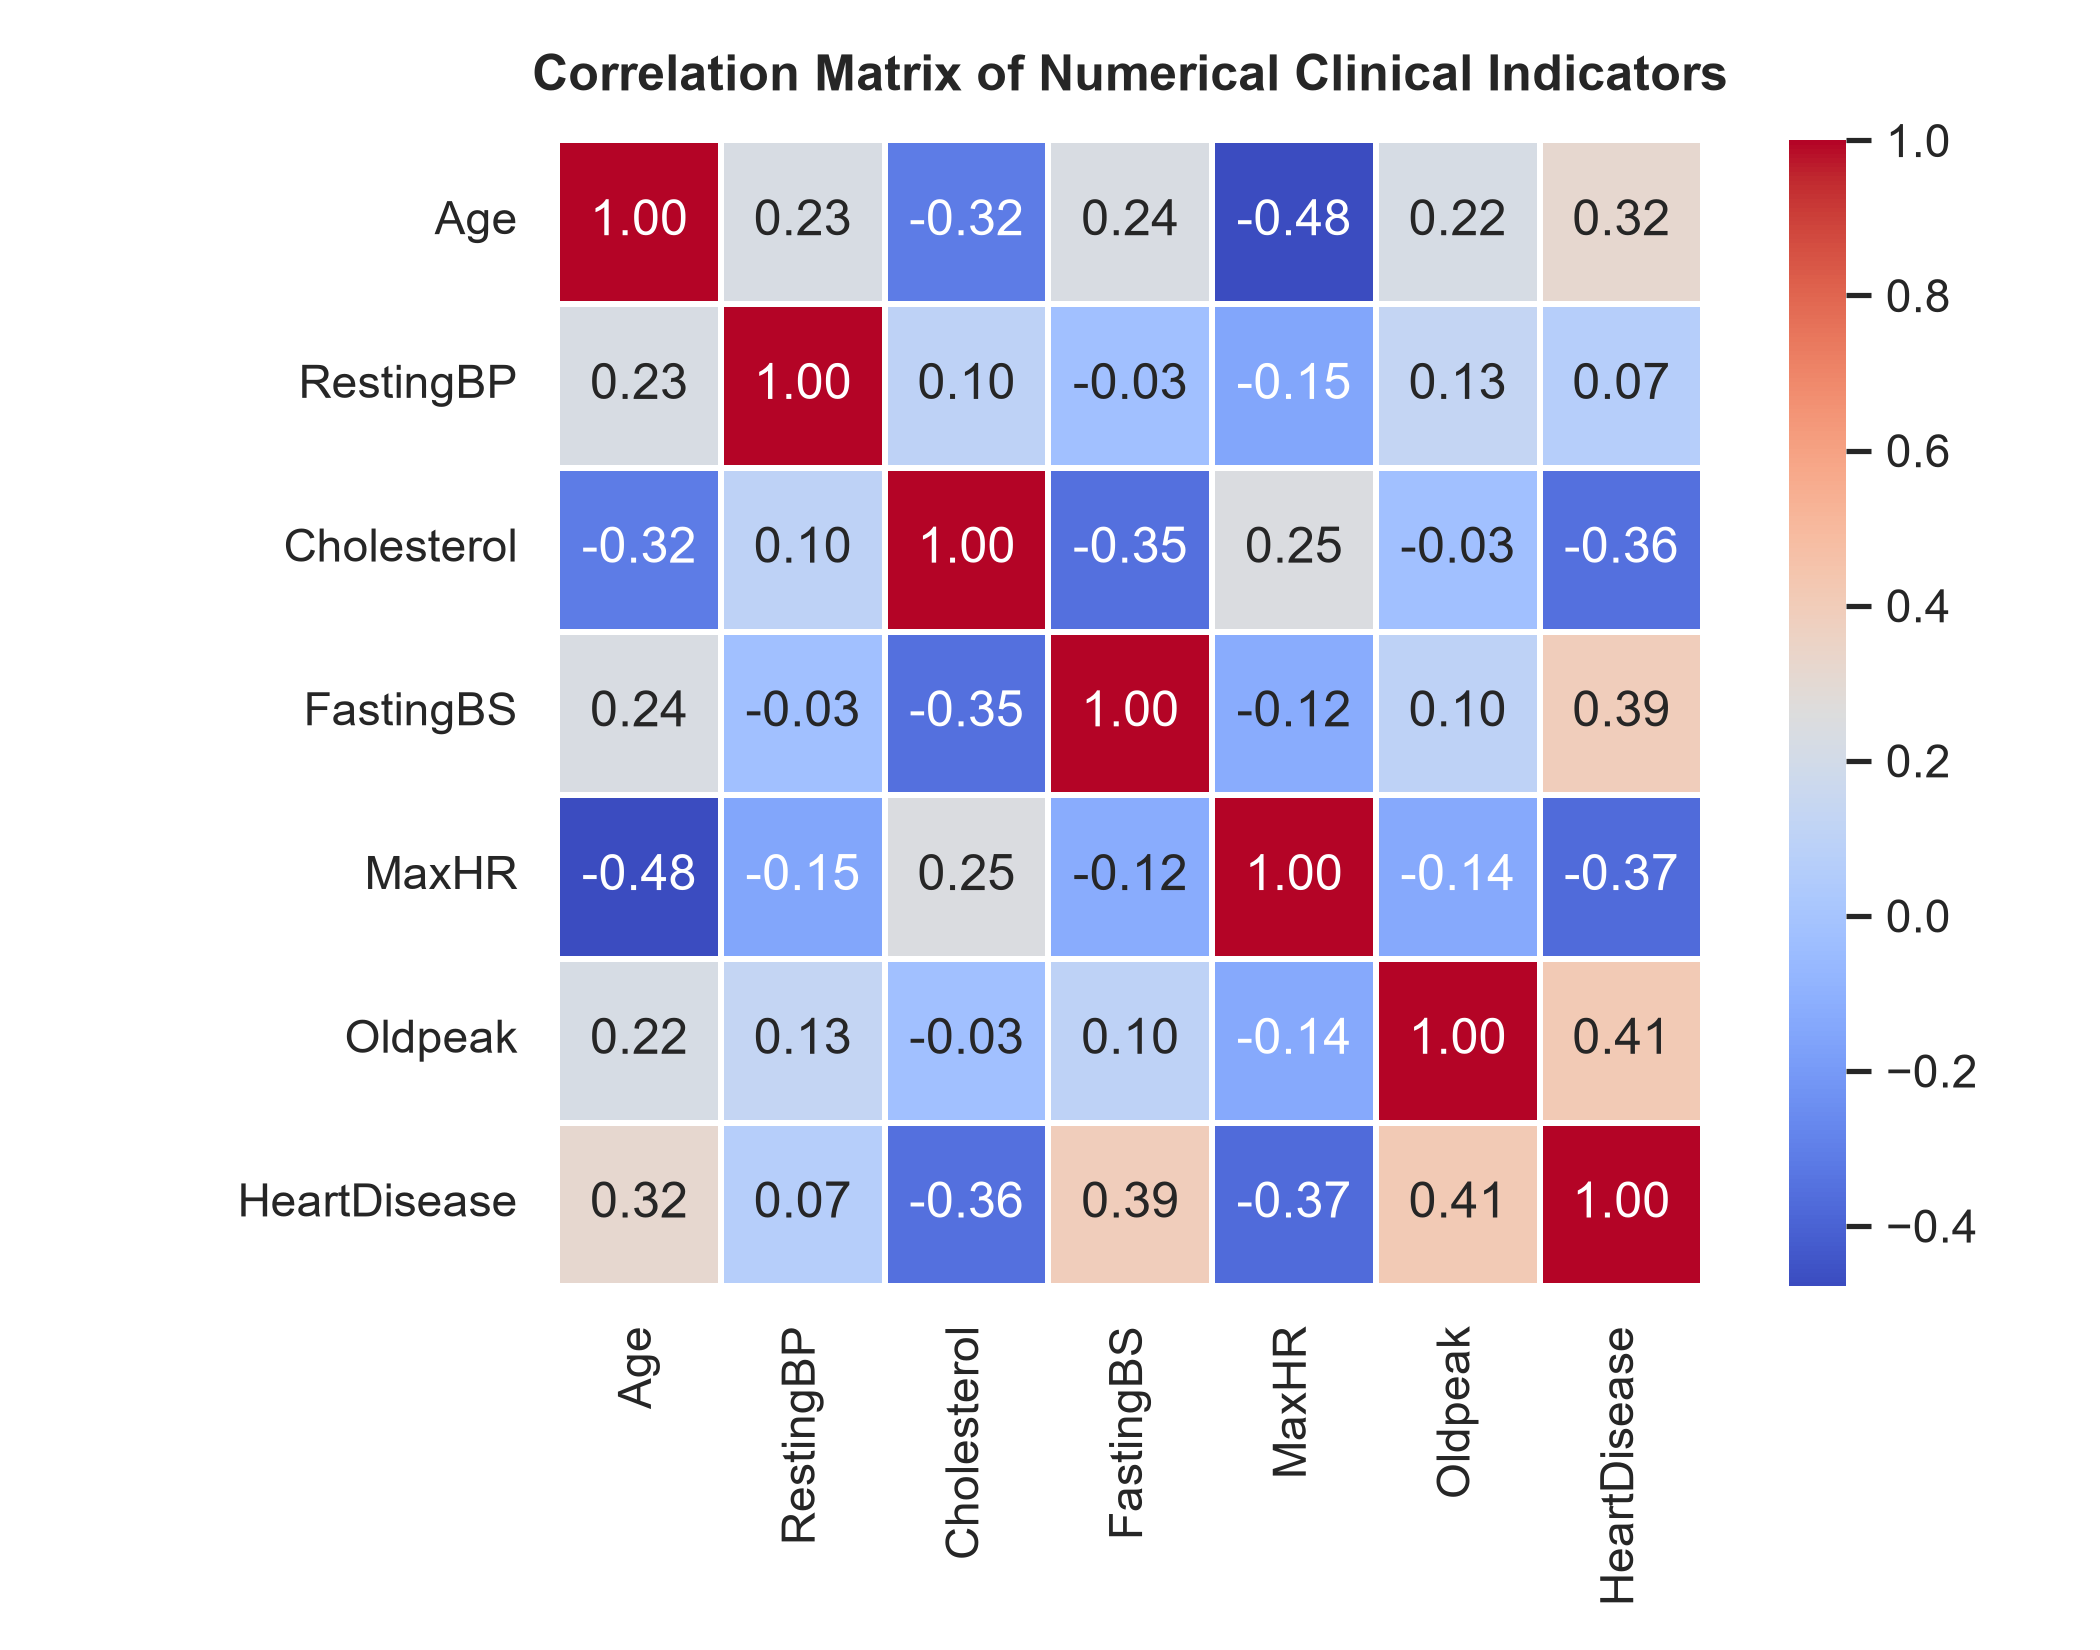 Correlation Matrix of Numerical Clinical Indicators
Age 1.00 0.23 -0.32 0.24 -0.48 0.22 0.32
RestingBP 0.23 1.00 0.10 -0.03 -0.15 0.13 0.07
Cholesterol -0.32 0.10 1.00 -0.35 0.25 -0.03 -0.36
FastingBS 0.24 -0.03 -0.35 1.00 -0.12 0.10 0.39
MaxHR -0.48 -0.15 0.25 -0.12 1.00 -0.14 -0.37
Oldpeak 0.22 0.13 -0.03 0.10 -0.14 1.00 0.41
HeartDisease 0.32 0.07 -0.36 0.39 -0.37 0.41 1.00
Age RestingBP Cholesterol FastingBS MaxHR Oldpeak HeartDisease
1.0
0.8
0.6
0.4
0.2
0.0
−0.2
−0.4